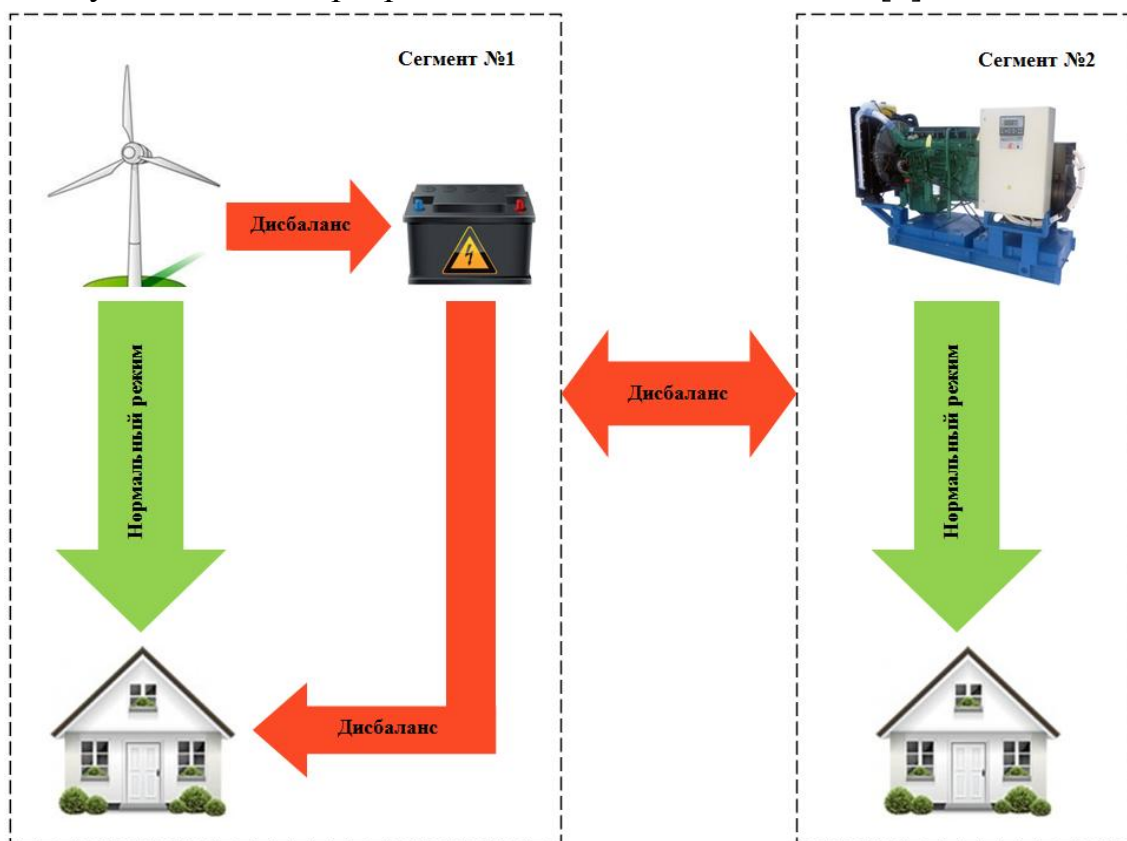 Сегмент №1
Сегмент №2
Дисбаланс
Нормальный режим
Дисбаланс
Нормальный режим
Дисбаланс